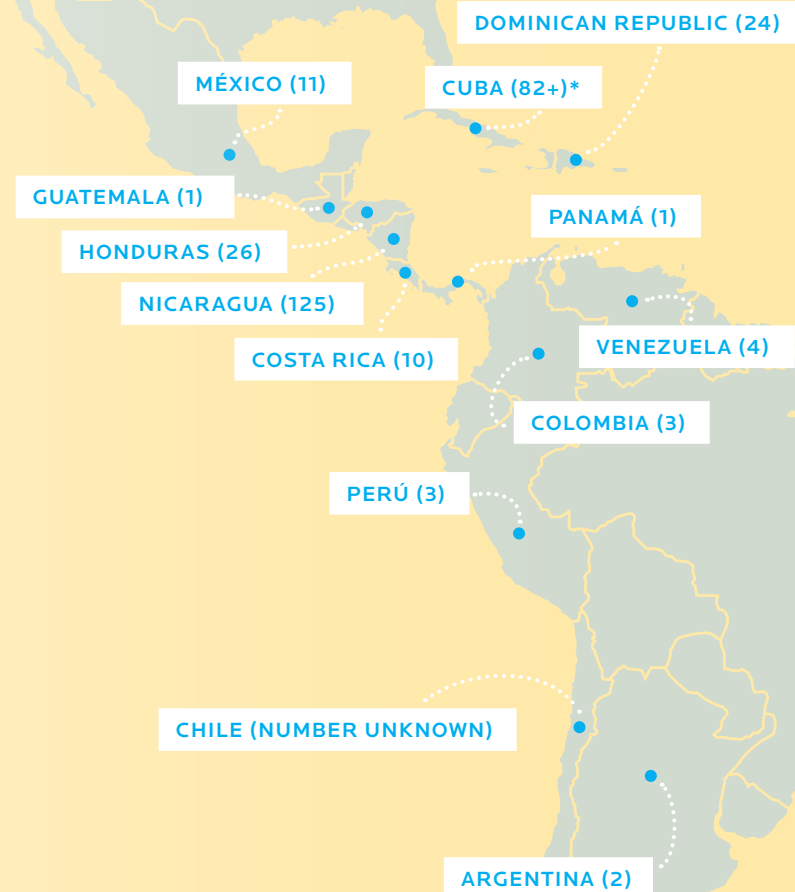 DOMINICAN REPUBLIC (24)
MÉXICO (11)
CUBA (82+)*
GUATEMALA (1)
PANAMÁ (1)
HONDURAS (26)
NICARAGUA (125)
COSTA RICA (10)
VENEZUELA (4)
COLOMBIA (3)
PERÚ (3)
CHILE (NUMBER UNKNOWN)
ARGENTINA (2)